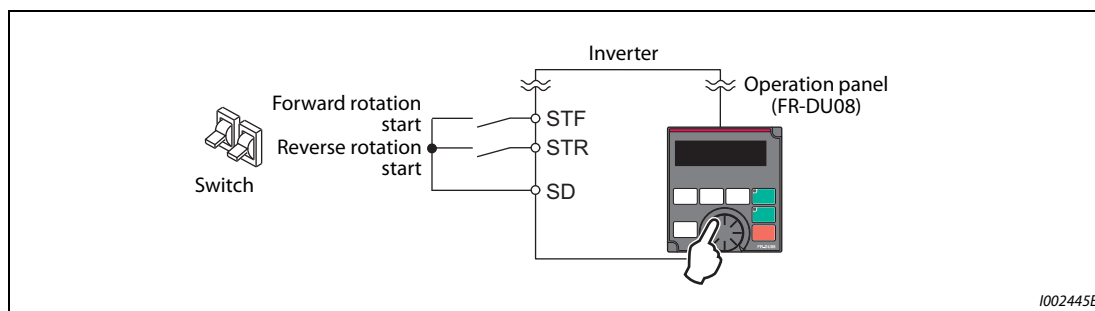 Inverter
Operation panel
(FR-DU08)
Forward rotation
start
STF
Reverse rotation
start
STR
SD
Switch
I002445E